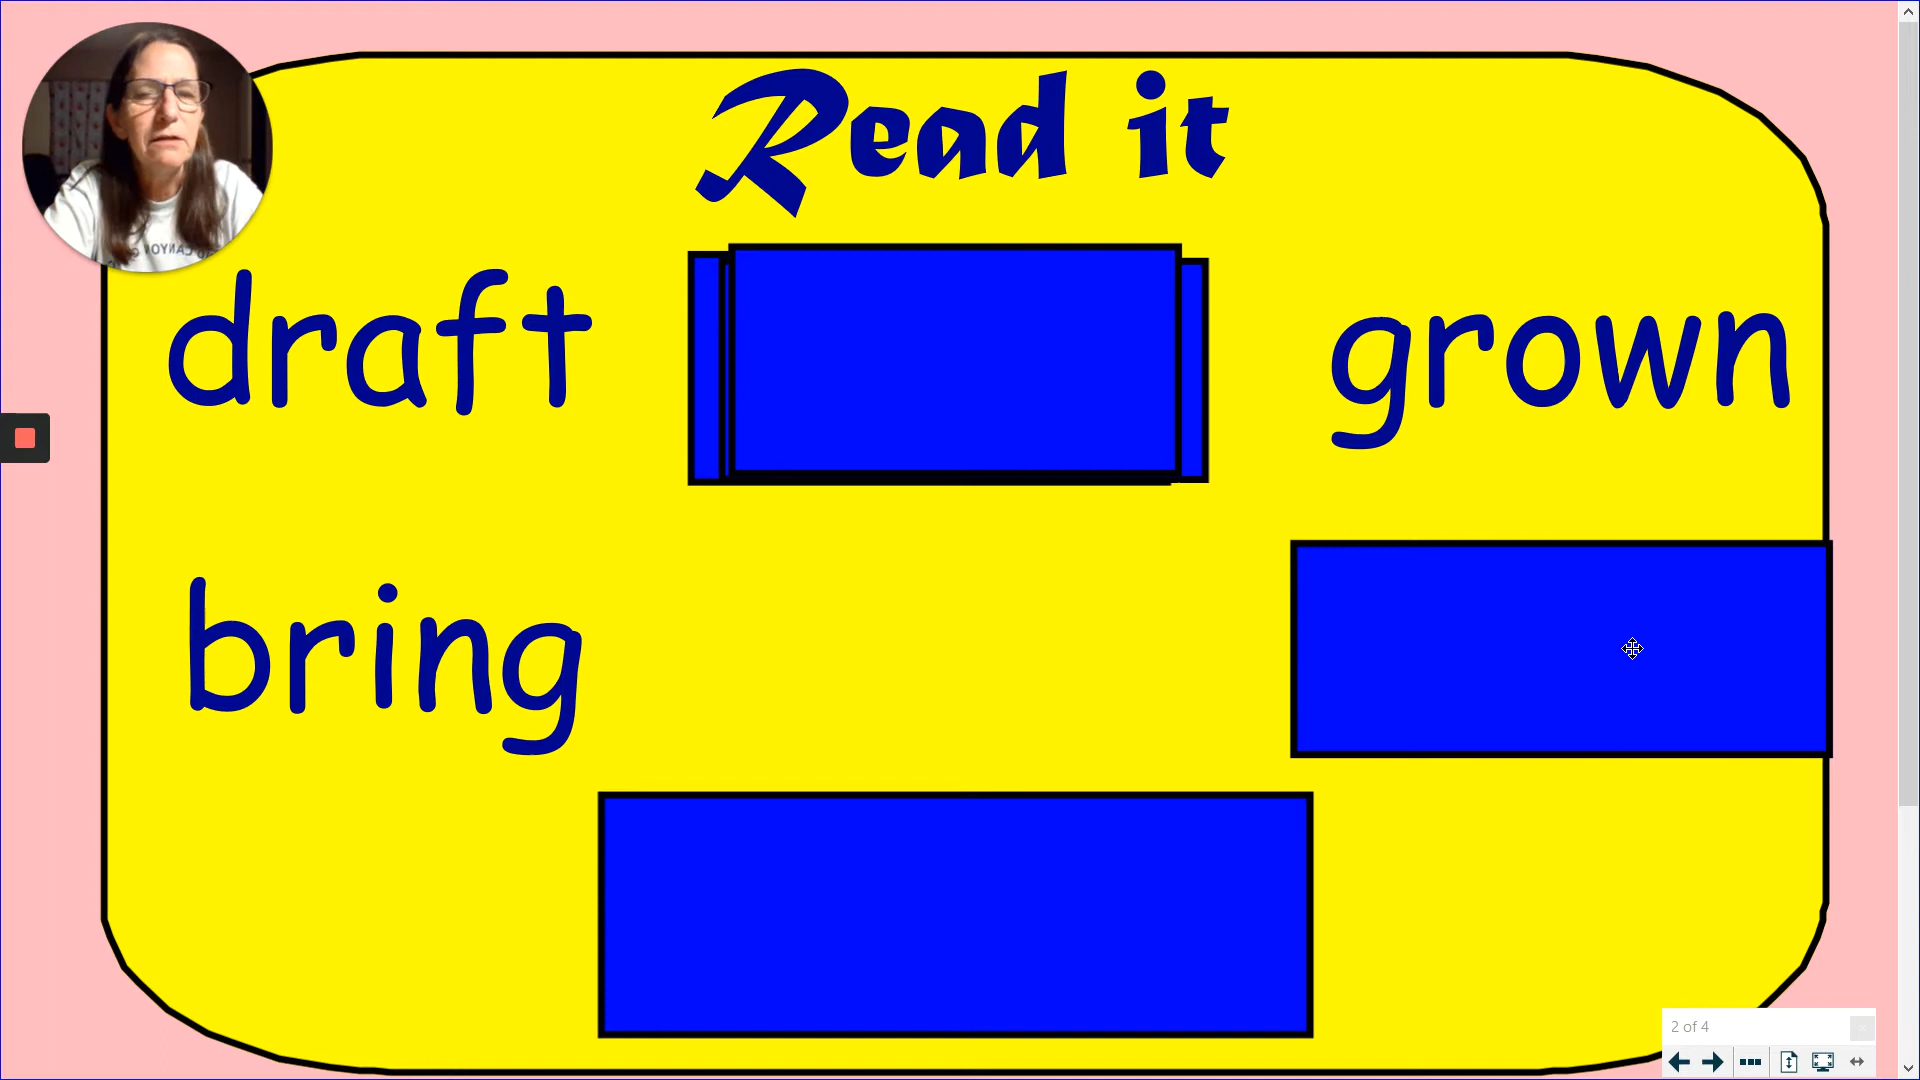 Read it
draft grown
bring
2 of 4